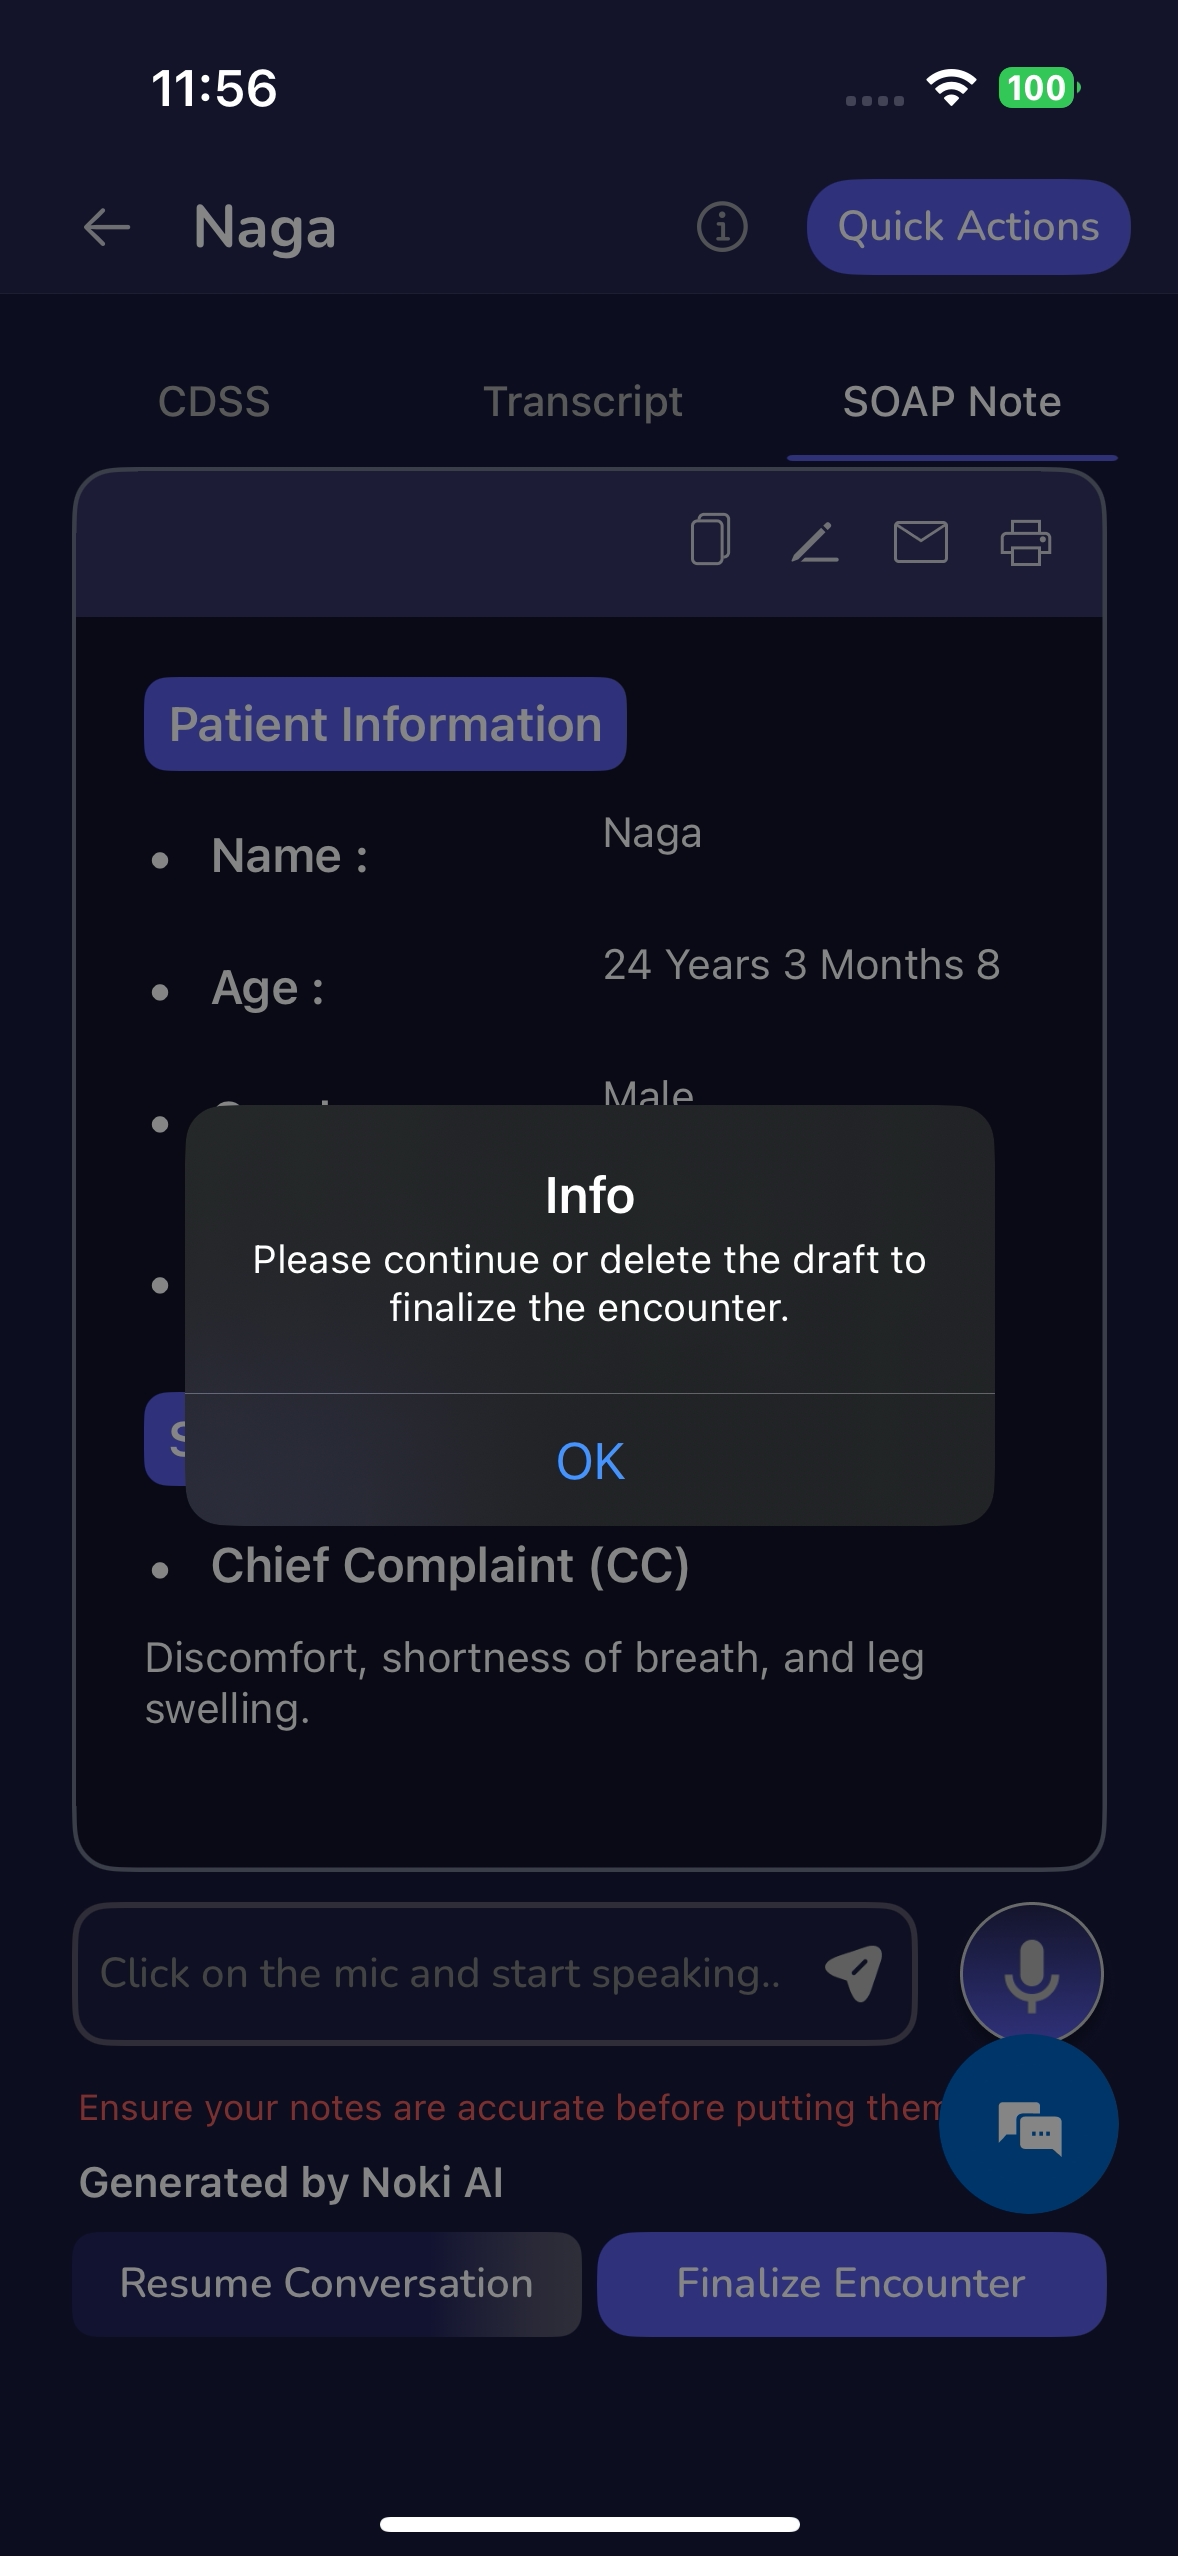 11:56
100
Naga
Quick Actions
CDSS
Transcript
SOAP Note
Patient Information
Name :
Naga
Age :
24 Years 3 Months 8
Male
Info
Please continue or delete the draft to
finalize the encounter.
OK
Chief Complaint (CC)
Discomfort, shortness of breath, and leg
swelling.
Click on the mic and start speaking..
Ensure your notes are accurate before putting them
Generated by Noki AI
Resume Conversation
Finalize Encounter